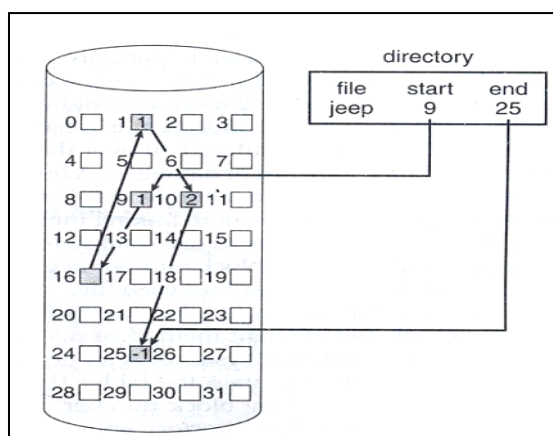 directory
file start end
jeep 9 25
0 1 1 2 3
4 5 6 7
8 9 1 10 2 11
12 13 14 15
16 17 18 19
20 21 22 23
24 25 -1 26 27
28 29 30 31